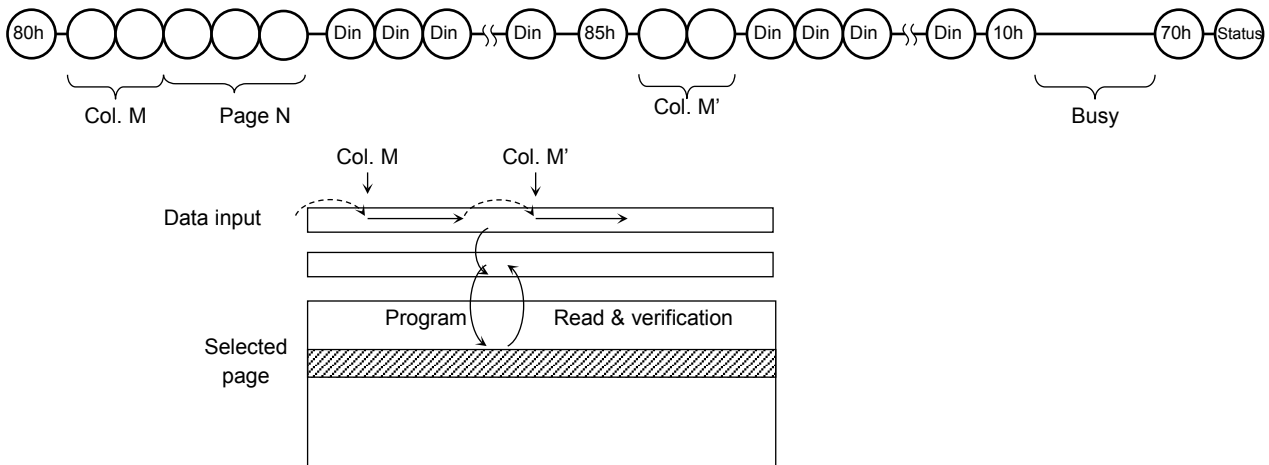 80h Din Din Din Din 85h Din Din Din Din 10h 70h Status
Col. M Page N Col. M’ Busy
Col. M Col. M’
Data input
Program Read & verification
Selected
page